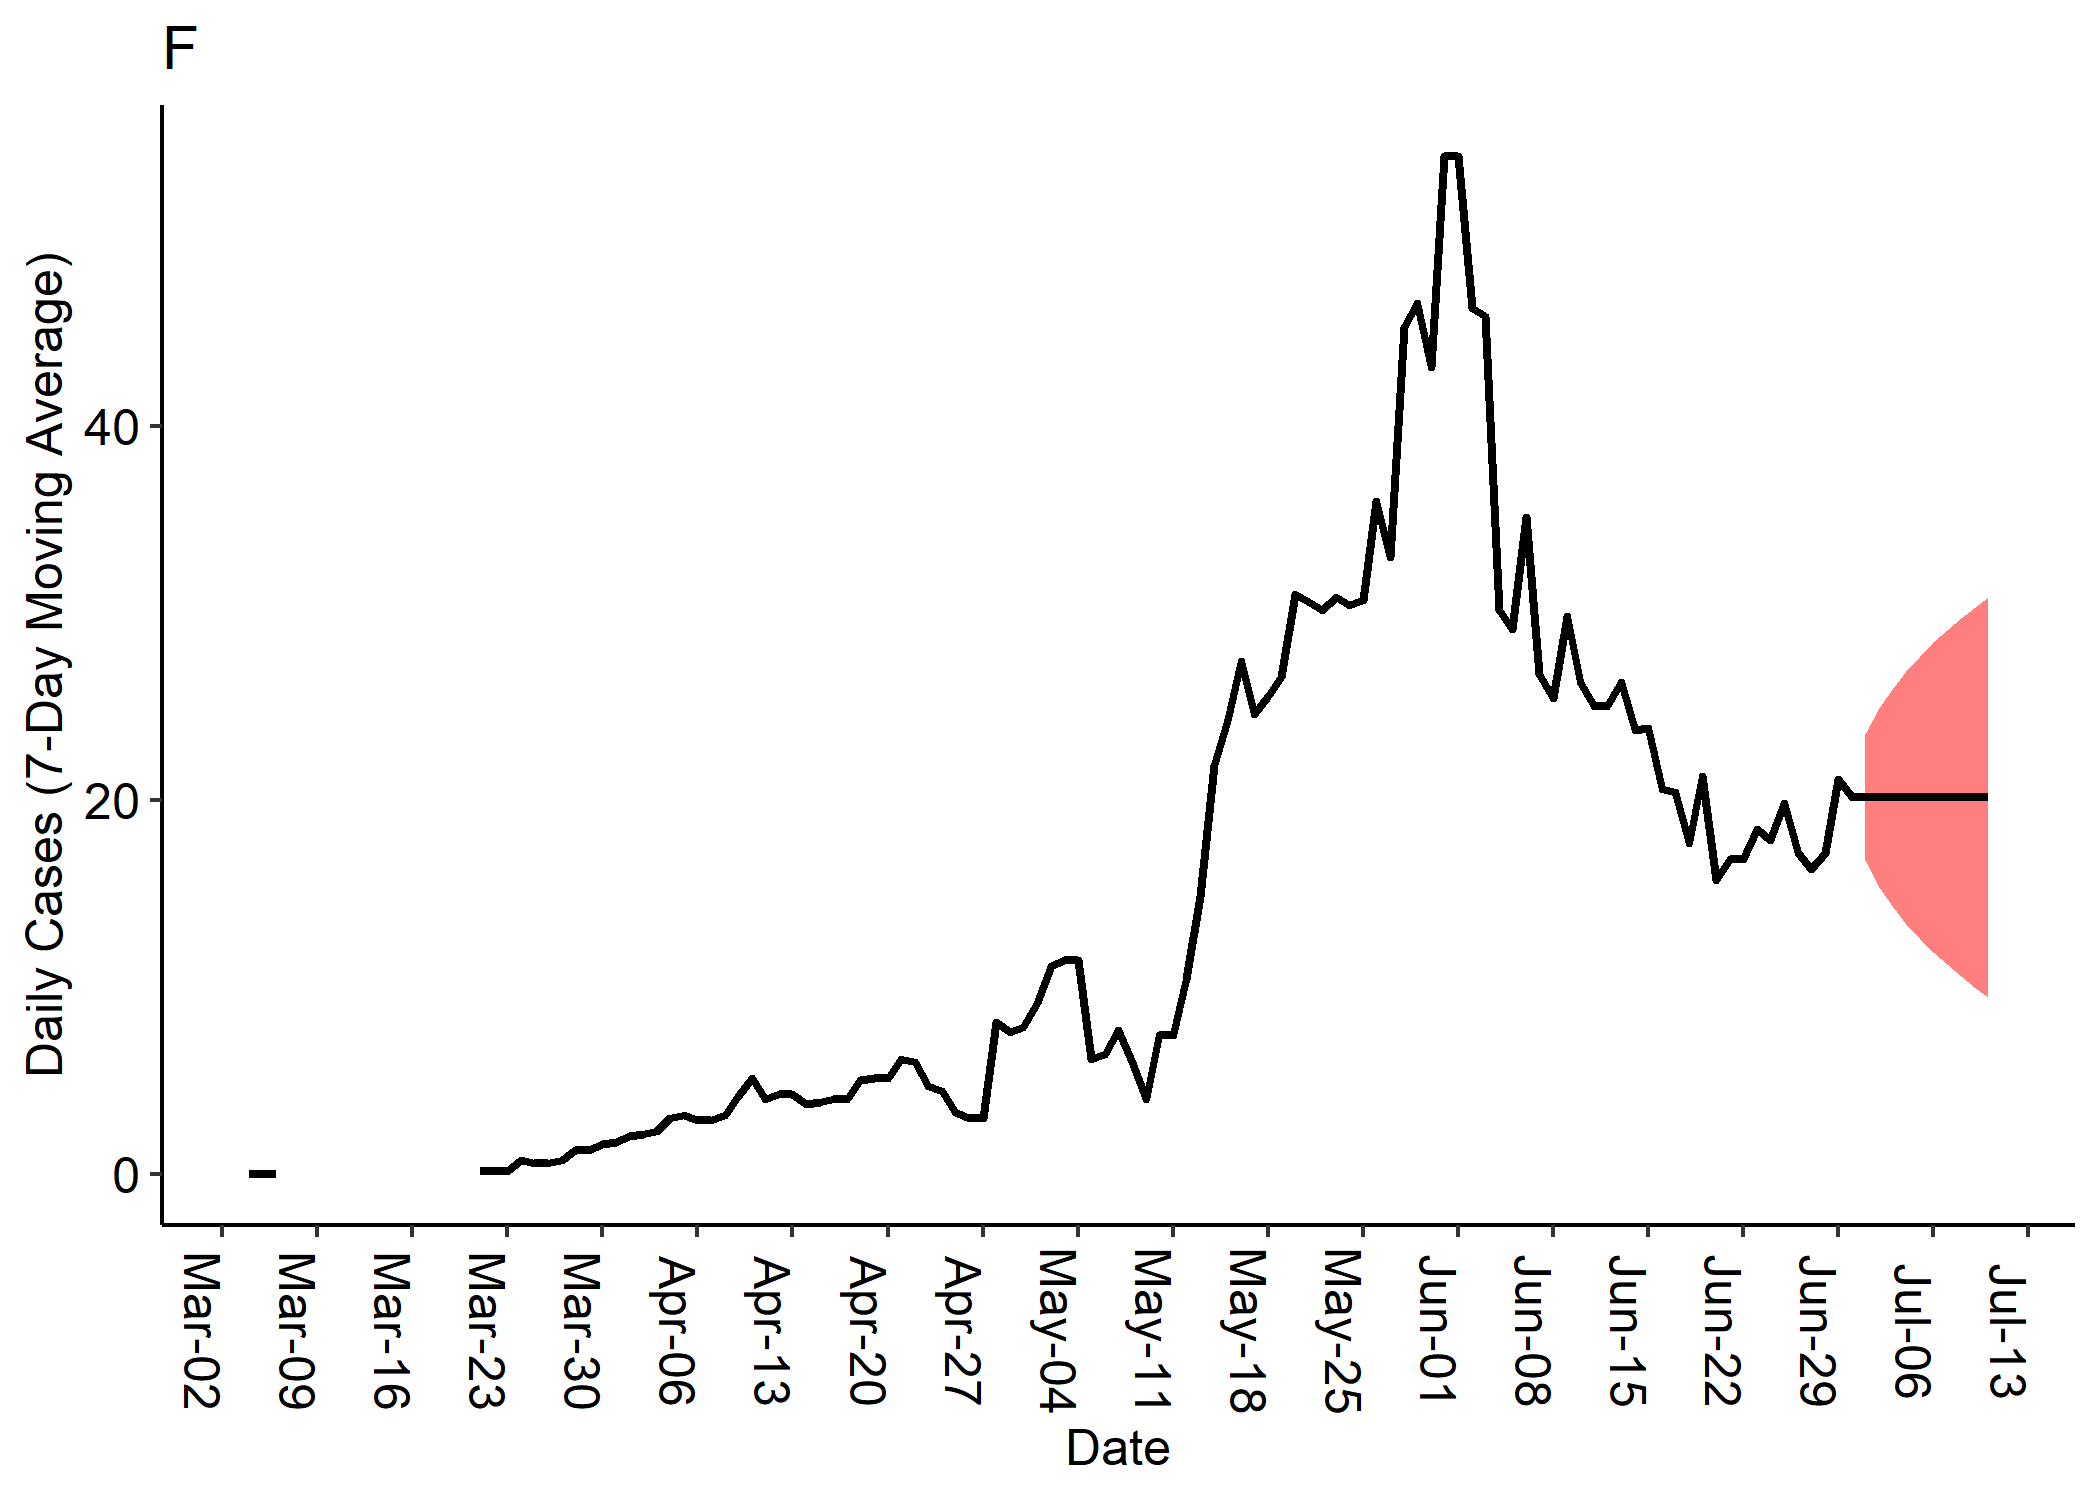 F
Daily Cases (7-Day Moving Average)
40
20
0
Mar-02
Mar-09
Mar-16
Mar-23
Mar-30
Apr-06
Apr-13
Apr-20
Apr-27
May-04
May-11
May-18
May-25
Jun-01
Jun-08
Jun-15
Jun-22
Jun-29
Jul-06
Jul-13
Date